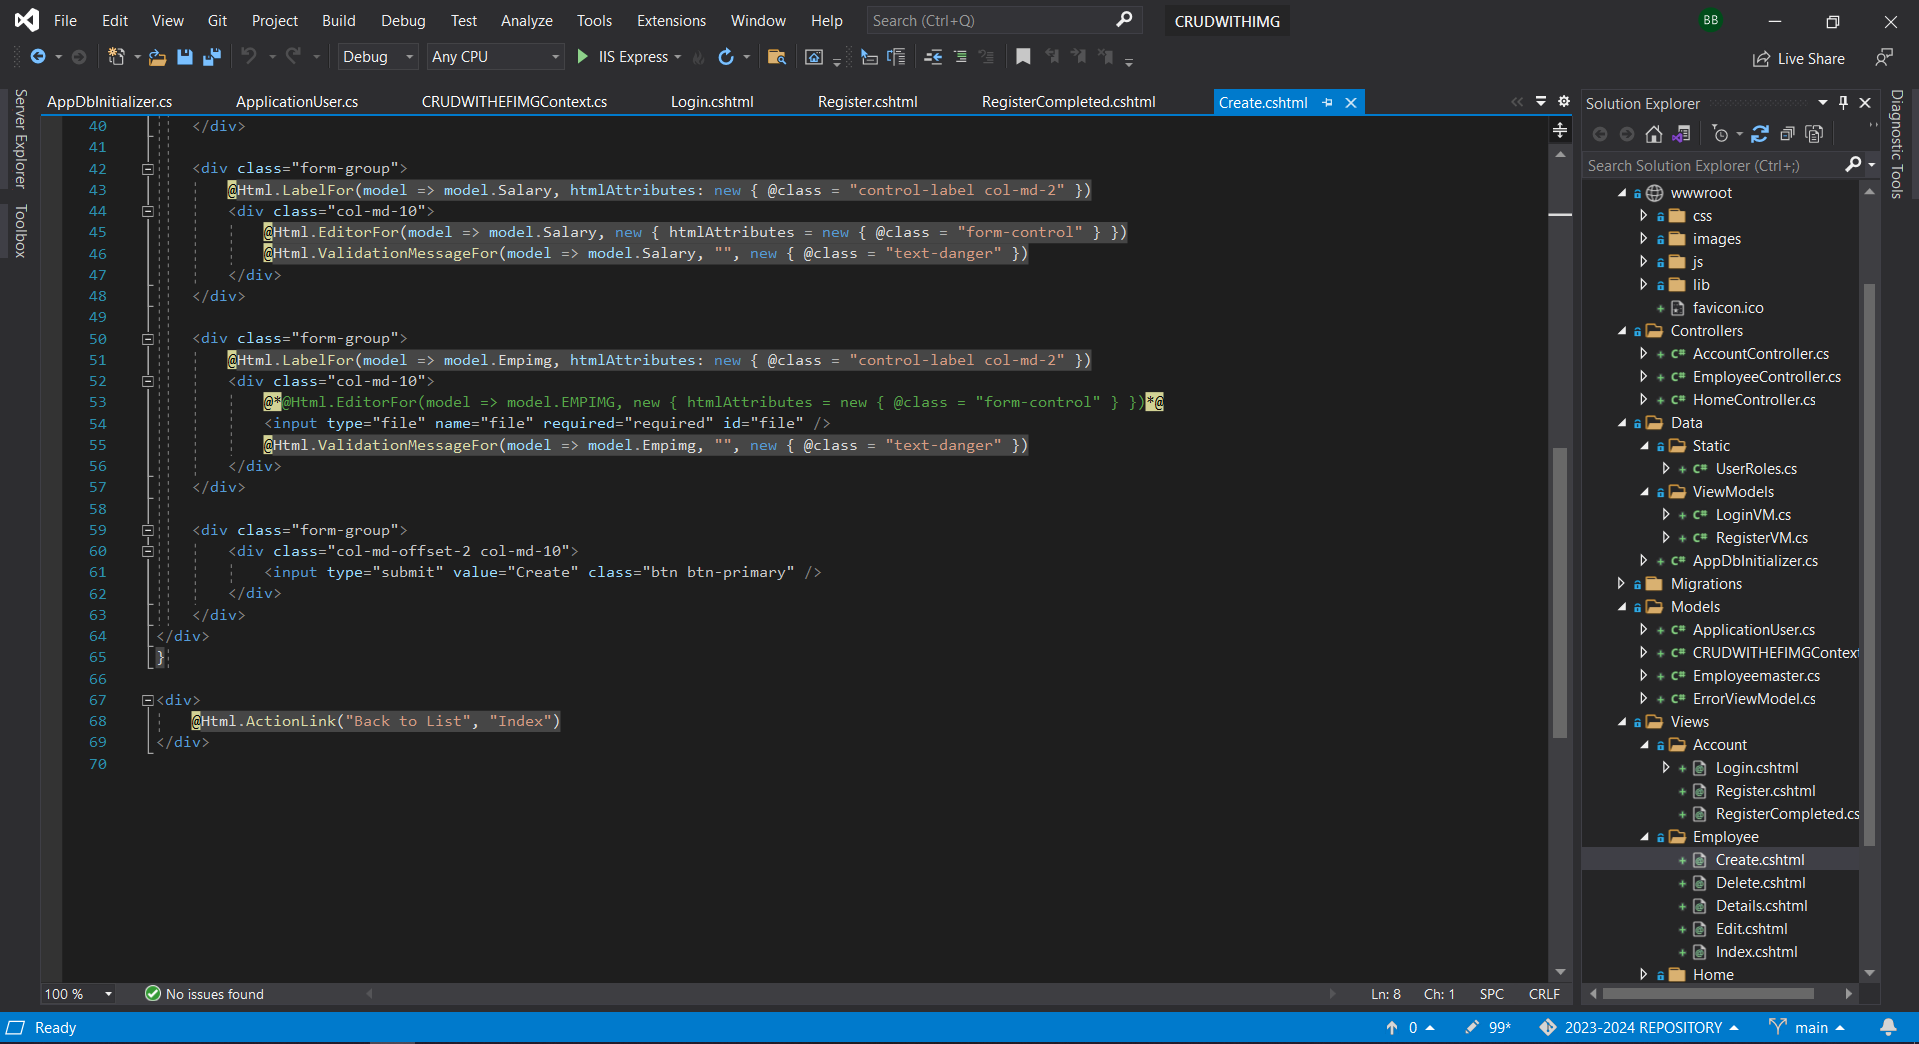 File Edit View Git Project Build Debug Test Analyze Tools Extensions Window Help Search (Ctrl+Q) CRUDWITHIMG BB
Debug Any CPU IIS Express Live Share
AppDbInitializer.cs ApplicationUser.cs CRUDWITHEFIMGContext.cs Login.cshtml Register.cshtml RegisterCompleted.cshtml Create.cshtml
Server Explorer
Toolbox
40 </div>
41
42 <div class="form-group">
43 @Html.LabelFor(model => model.Salary, htmlAttributes: new { @class = "control-label col-md-2" })
44 <div class="col-md-10">
45 @Html.EditorFor(model => model.Salary, new { htmlAttributes = new { @class = "form-control" } })
46 @Html.ValidationMessageFor(model => model.Salary, "", new { @class = "text-danger" })
47 </div>
48 </div>
49
50 <div class="form-group">
51 @Html.LabelFor(model => model.Empimg, htmlAttributes: new { @class = "control-label col-md-2" })
52 <div class="col-md-10">
53 @*@Html.EditorFor(model => model.EMPIMG, new { htmlAttributes = new { @class = "form-control" } })*@
54 <input type="file" name="file" required="required" id="file" />
55 @Html.ValidationMessageFor(model => model.Empimg, "", new { @class = "text-danger" })
56 </div>
57 </div>
58
59 <div class="form-group">
60 <div class="col-md-offset-2 col-md-10">
61 <input type="submit" value="Create" class="btn btn-primary" />
62 </div>
63 </div>
64 </div>
65 }
66
67 <div>
68 @Html.ActionLink("Back to List", "Index")
69 </div>
70
100 % No issues found Ln: 8 Ch: 1 SPC CRLF
Solution Explorer
Search Solution Explorer (Ctrl+;)
wwwroot
css
images
js
lib
favicon.ico
Controllers
C# AccountController.cs
C# EmployeeController.cs
C# HomeController.cs
Data
Static
C# UserRoles.cs
ViewModels
C# LoginVM.cs
C# RegisterVM.cs
C# AppDbInitializer.cs
Migrations
Models
C# ApplicationUser.cs
C# CRUDWITHEFIMGContext
C# Employeemaster.cs
C# ErrorViewModel.cs
Views
Account
Login.cshtml
Register.cshtml
RegisterCompleted.cs
Employee
Create.cshtml
Delete.cshtml
Details.cshtml
Edit.cshtml
Index.cshtml
Home
Diagnostic Tools
Ready 0 99* 2023-2024 REPOSITORY main